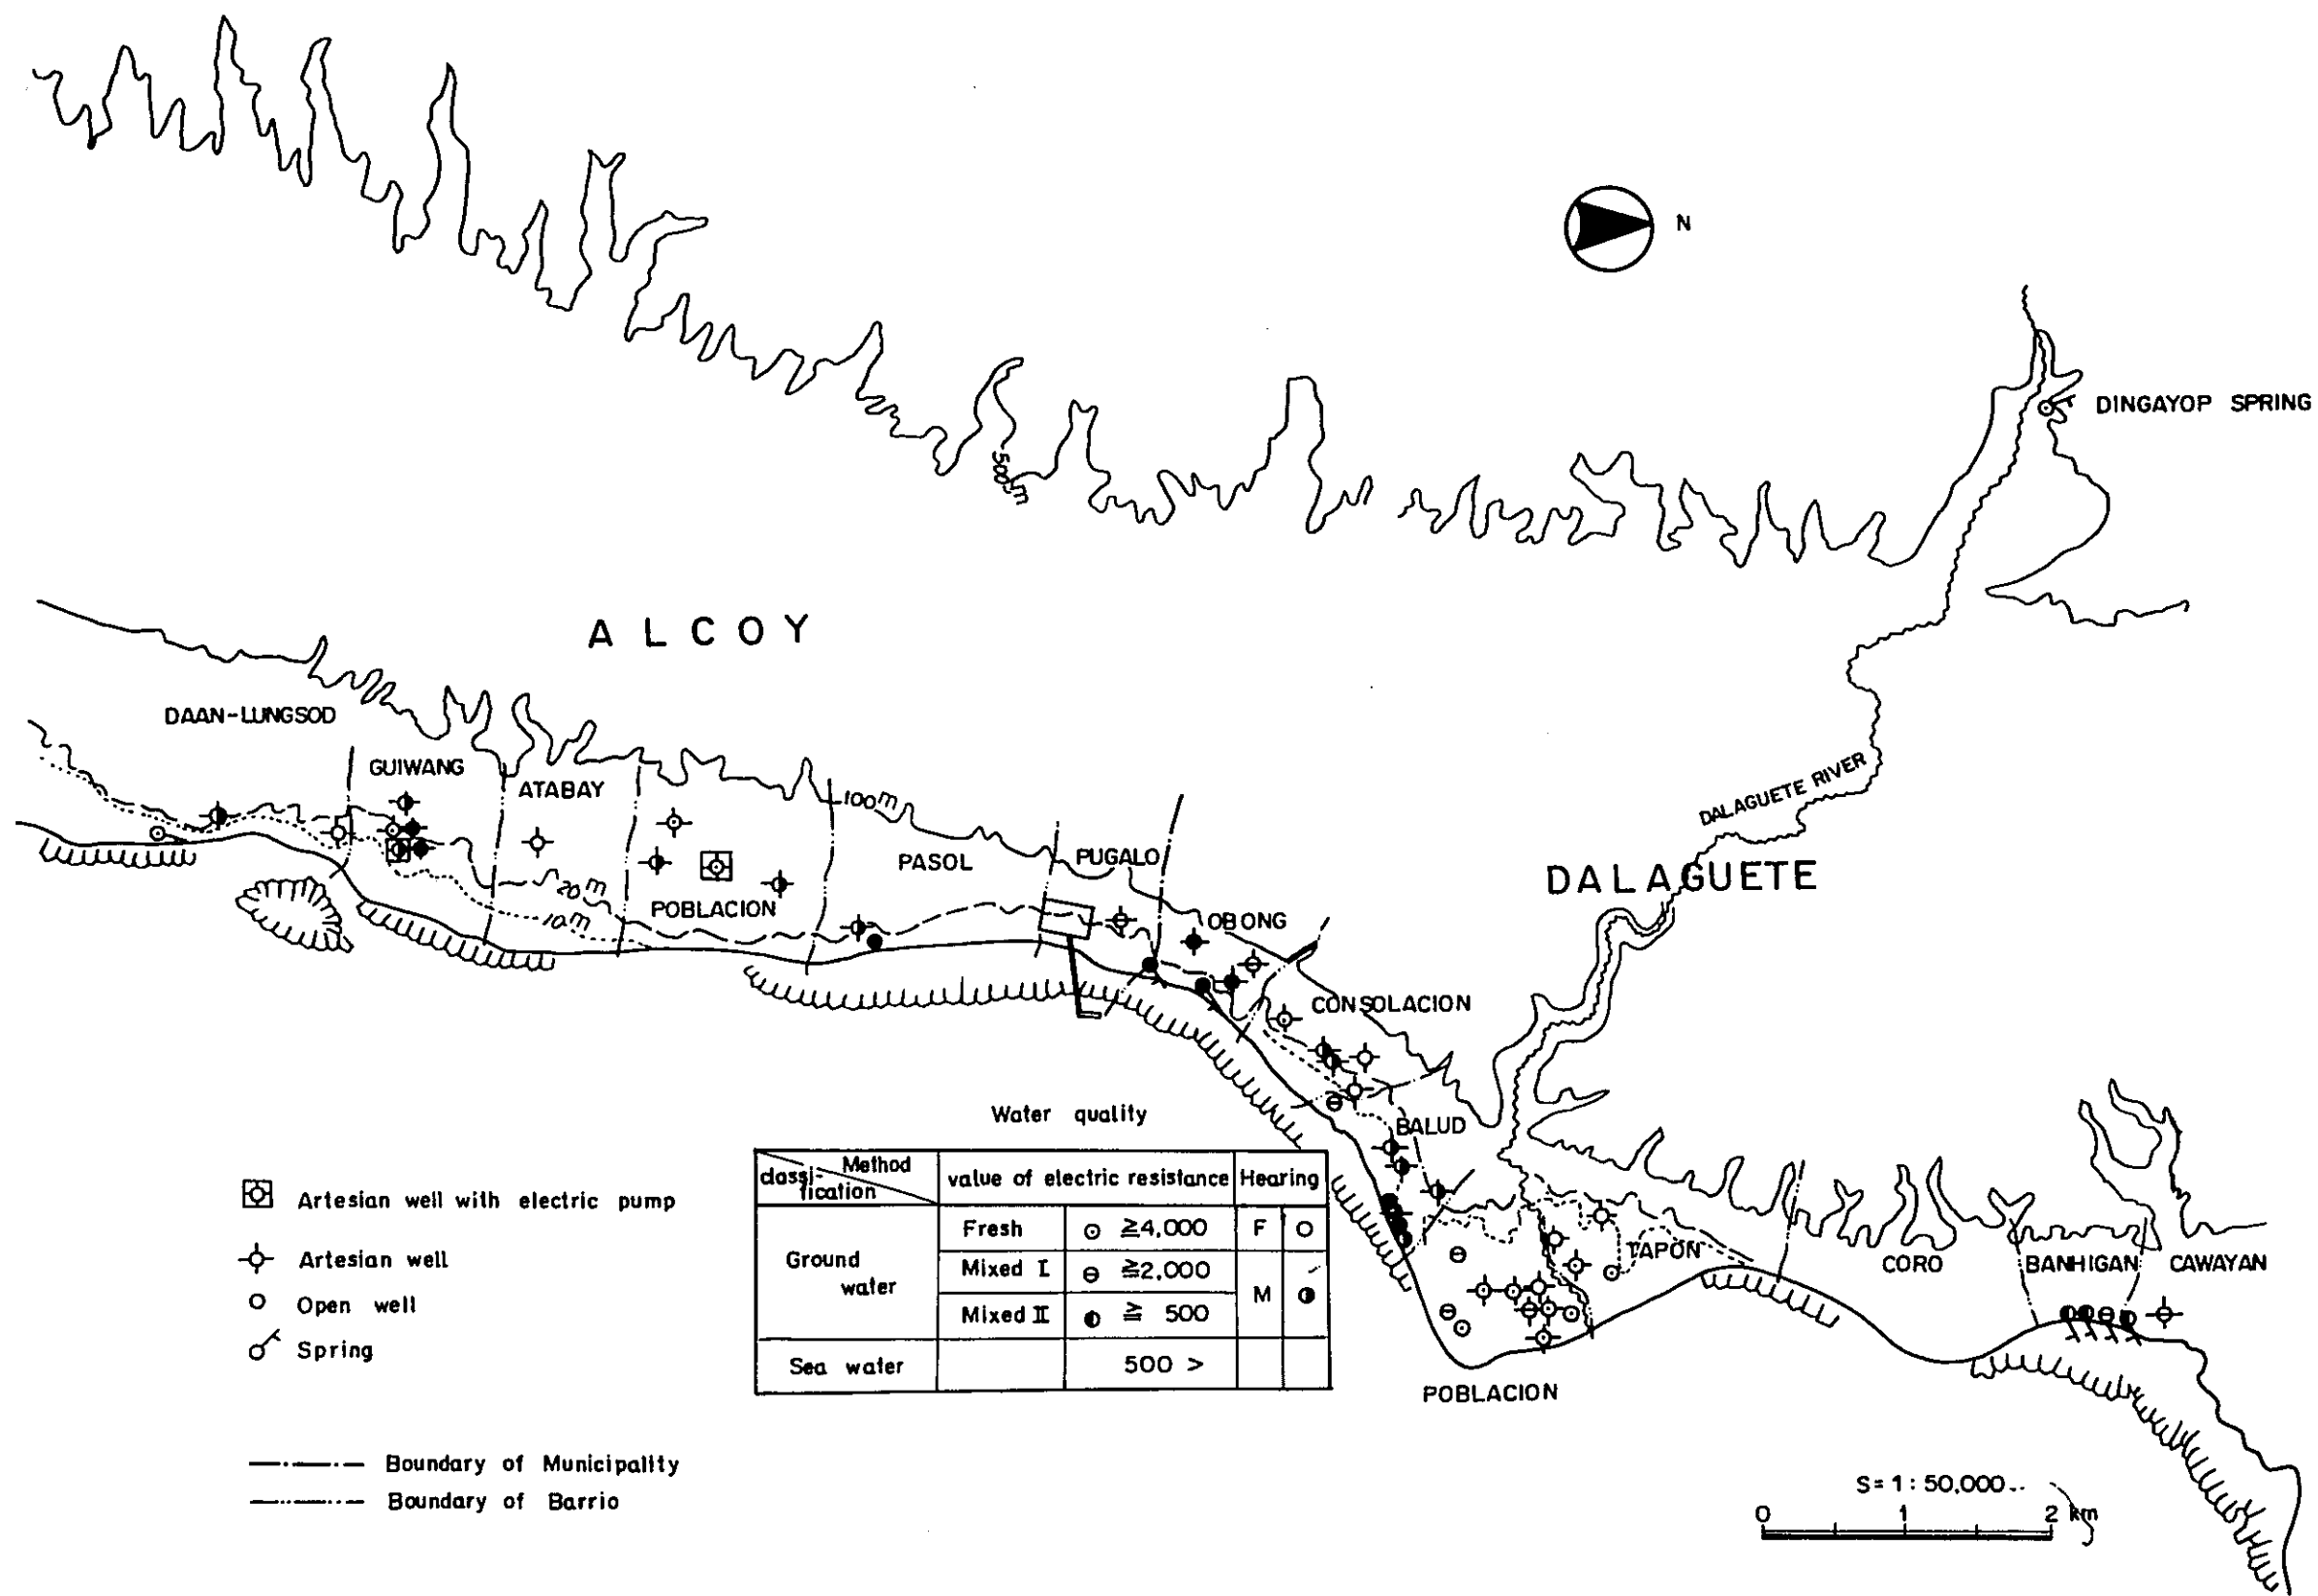 N
DINGAYOP SPRING
500m
ALCOY
DAAN-LUNGSOD
GUIWANG
ATABAY
100m
DALAGUETE RIVER
PASOL
PUGALO
DALAGUETE
20m
10m
POBLACION
OBONG
CONSOLACION
BALUD
TAPON
CORO
BANHIGAN
CAWAYAN
POBLACION
Water quality
Method
classi-
fication
value of electric resistance
Hearing
Ground
water
Fresh
≧4,000
F
Mixed I
≧2,000
M
Mixed II
≧ 500
Sea water
500 >
Artesian well with electric pump
Artesian well
Open well
Spring
Boundary of Municipality
Boundary of Barrio
S=1:50,000
0 1 2 km